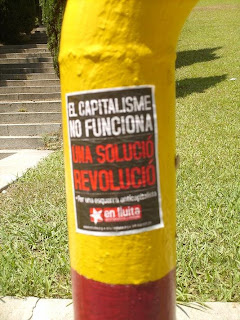 EL CAPITALISME
NO FUNCIONA
UNA SOLUCIÓ
REVOLUCIÓ
Per una esquerra anticapitalista
en lluita